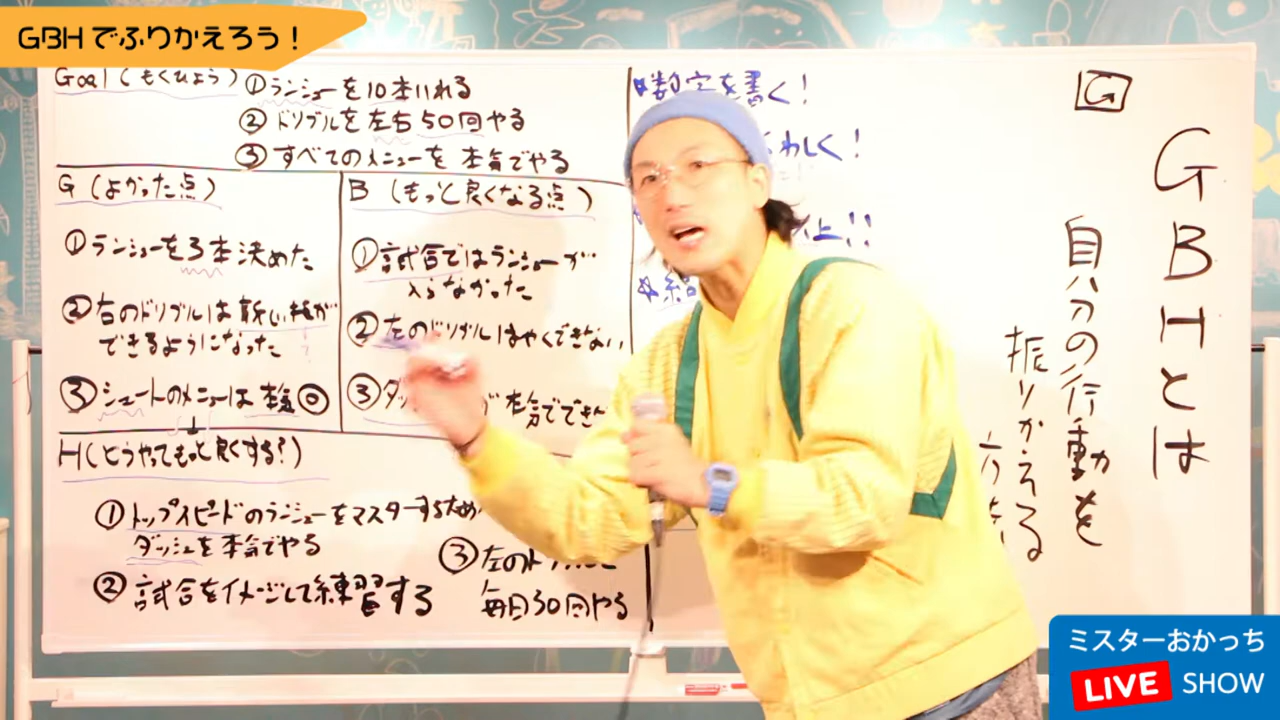 GBHでふりかえろう！
Goal（もくひょう）
①ランシューを10本いれる
②ドリブルを左右50回やる
③すべてのメニューを本気でやる
G（よかった点）
①ランシューを3本決めた
②右のドリブルは新しい技が
できるようになった
③シュートのメニューは本気◎
B（もっと良くなる点）
①試合ではランシューが
入らなかった
②左のドリブルはやくできない
③ダッ
本気でできな
H（どうやってもっと良くする？）
①トップスピードのランシューをマスターするため
ダッシュを本気でやる
②試合をイメージして練習する
③左のド
毎日30回やる
数字を書く！
わしく！
上！！
G
GBHとは
自分の行動を
振りかえる
ミスターおかっち
LIVE SHOW